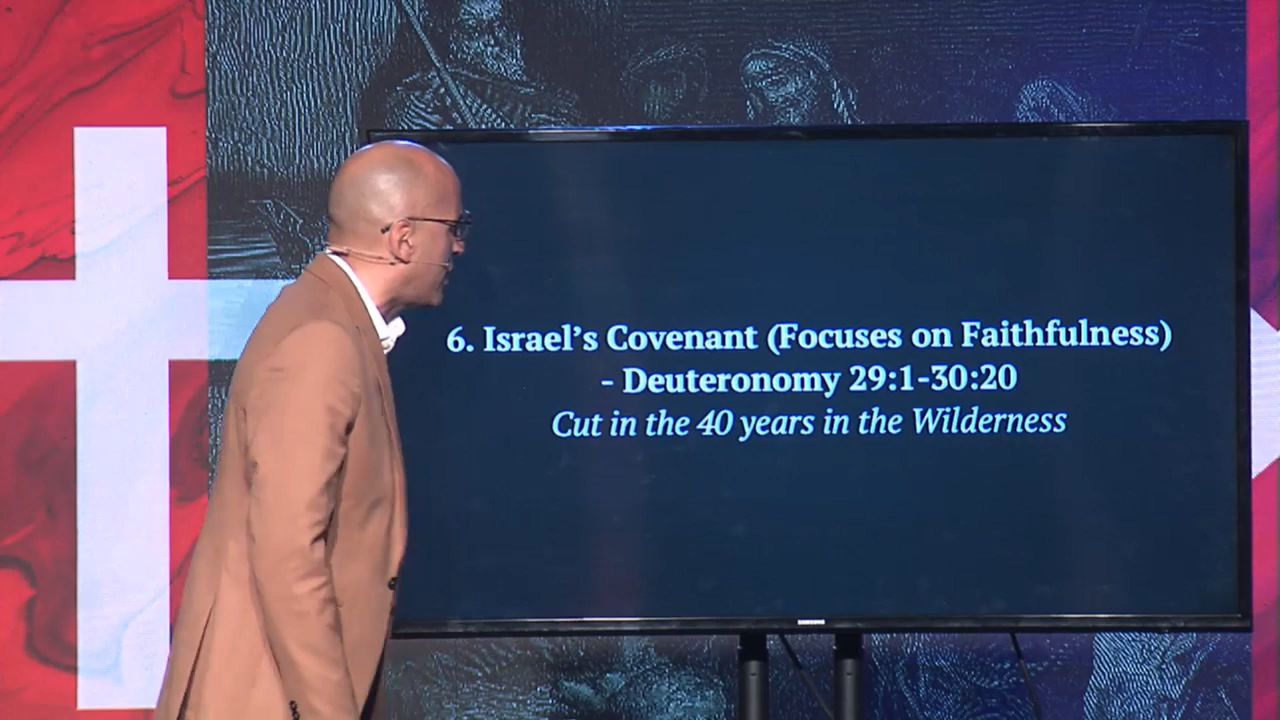 6. Israel's Covenant (Focuses on Faithfulness)
- Deuteronomy 29:1-30:20
Cut in the 40 years in the Wilderness
SAMSUNG